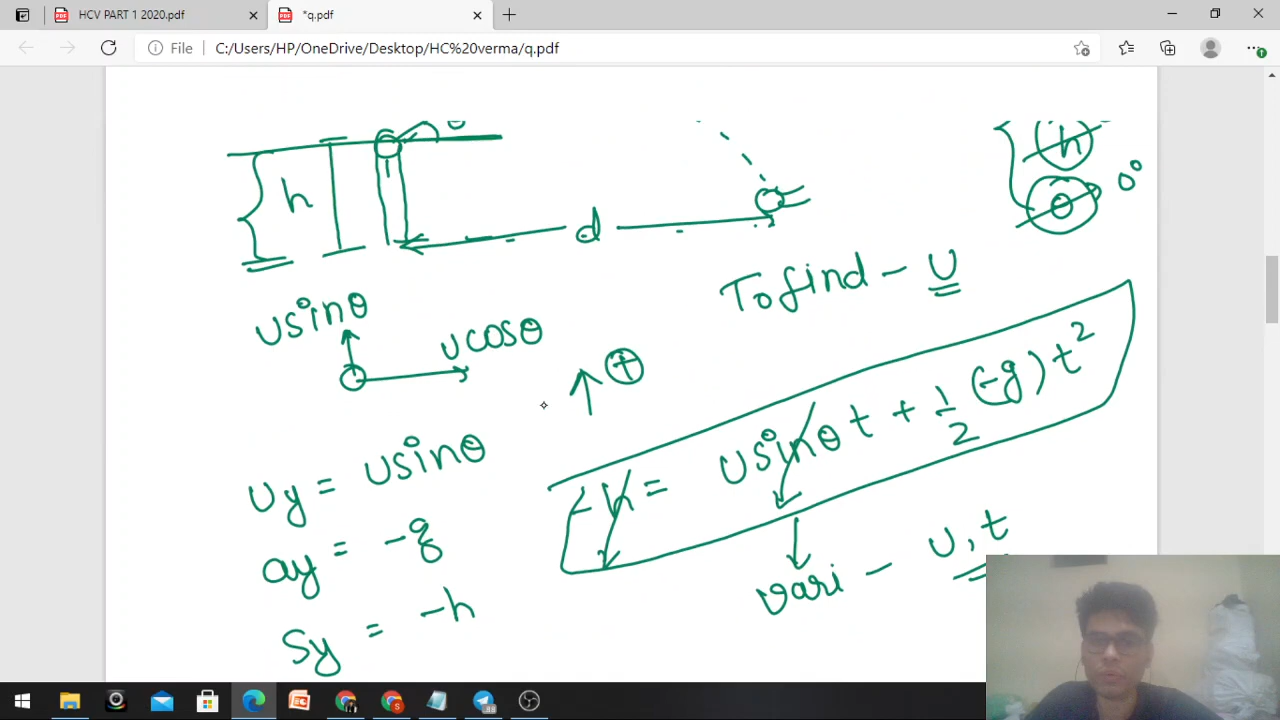 HCV PART 1 2020.pdf
*q.pdf
File
C:/Users/HP/OneDrive/Desktop/HC%20verma/q.pdf
θ
h
h
0°
d
To find - U
Usinθ
Ucosθ
+
-h = Usinθt + 1/2 (-g) t²
Uy = Usinθ
ay = -g
Sy = -h
vari - U, t